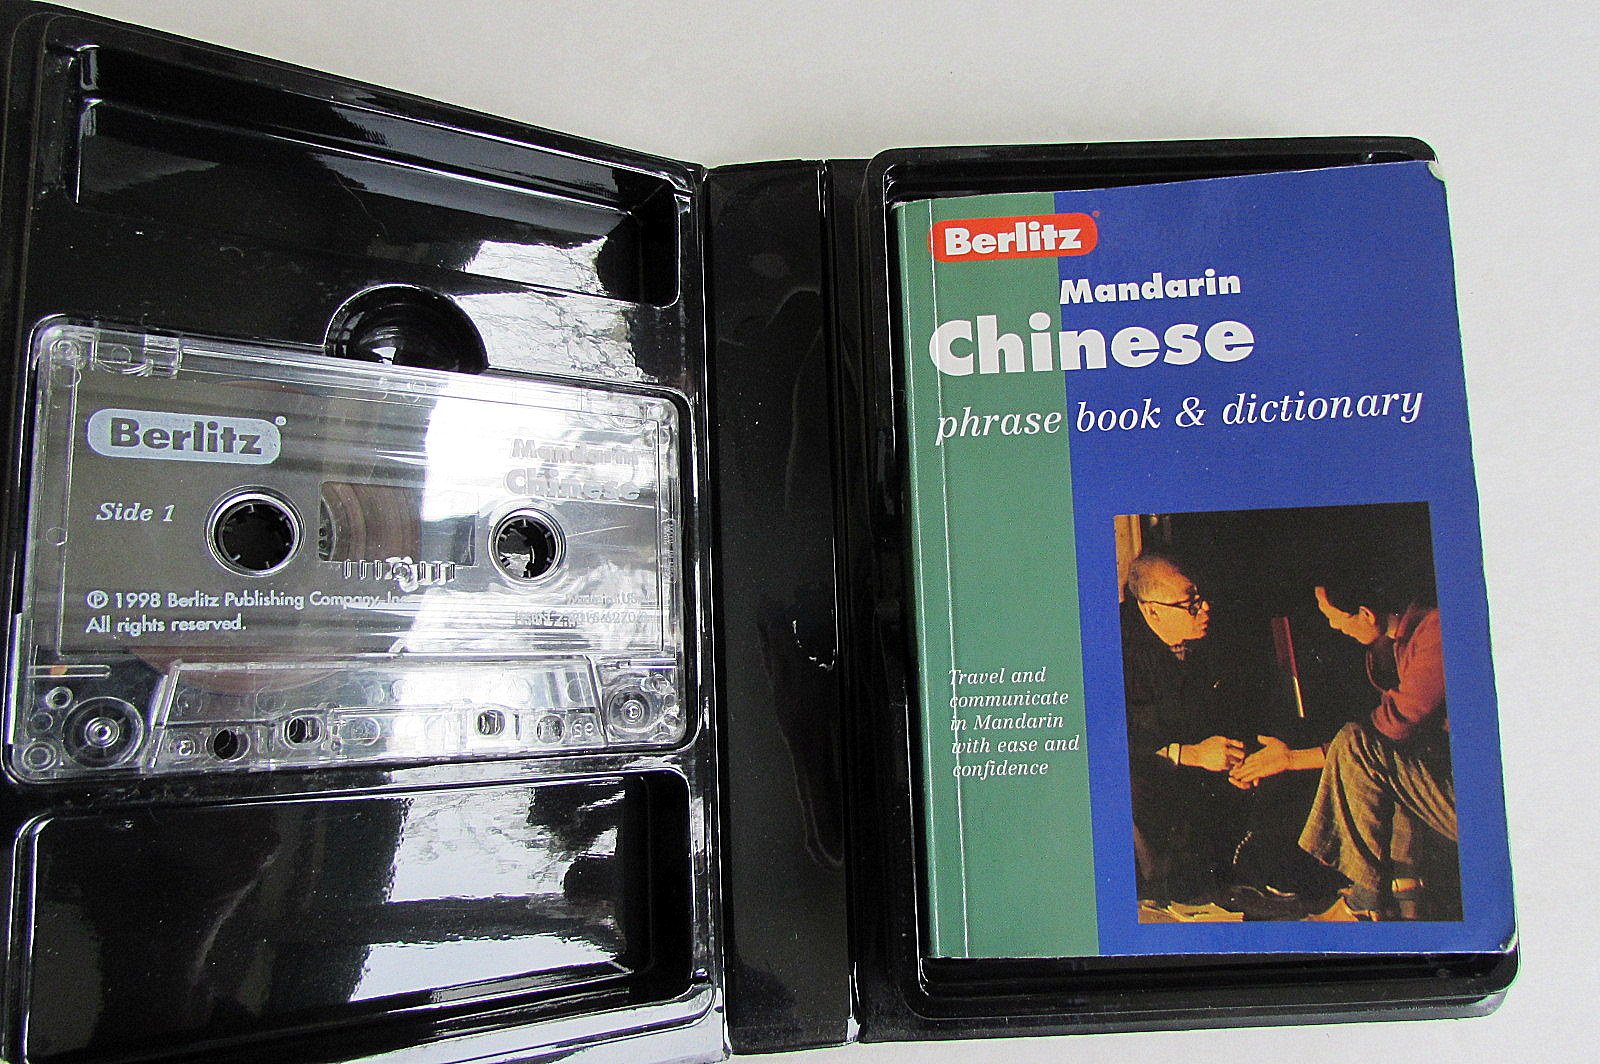 Berlitz®
Mandarin
Chinese
Side 1
℗ 1998 Berlitz Publishing Company, Inc.
All rights reserved.
Berlitz®
Mandarin
Chinese
phrase book & dictionary
Travel and
communicate
in Mandarin
with ease and
confidence